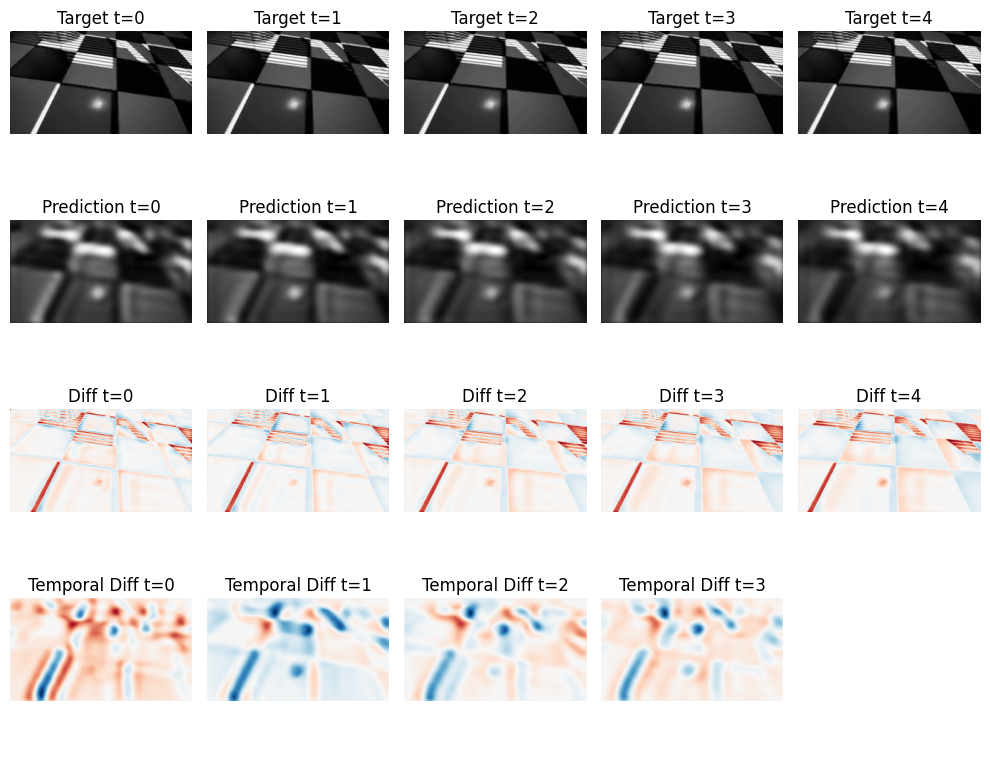 Target t=0 Target t=1 Target t=2 Target t=3 Target t=4
Prediction t=0 Prediction t=1 Prediction t=2 Prediction t=3 Prediction t=4
Diff t=0 Diff t=1 Diff t=2 Diff t=3 Diff t=4
Temporal Diff t=0 Temporal Diff t=1 Temporal Diff t=2 Temporal Diff t=3